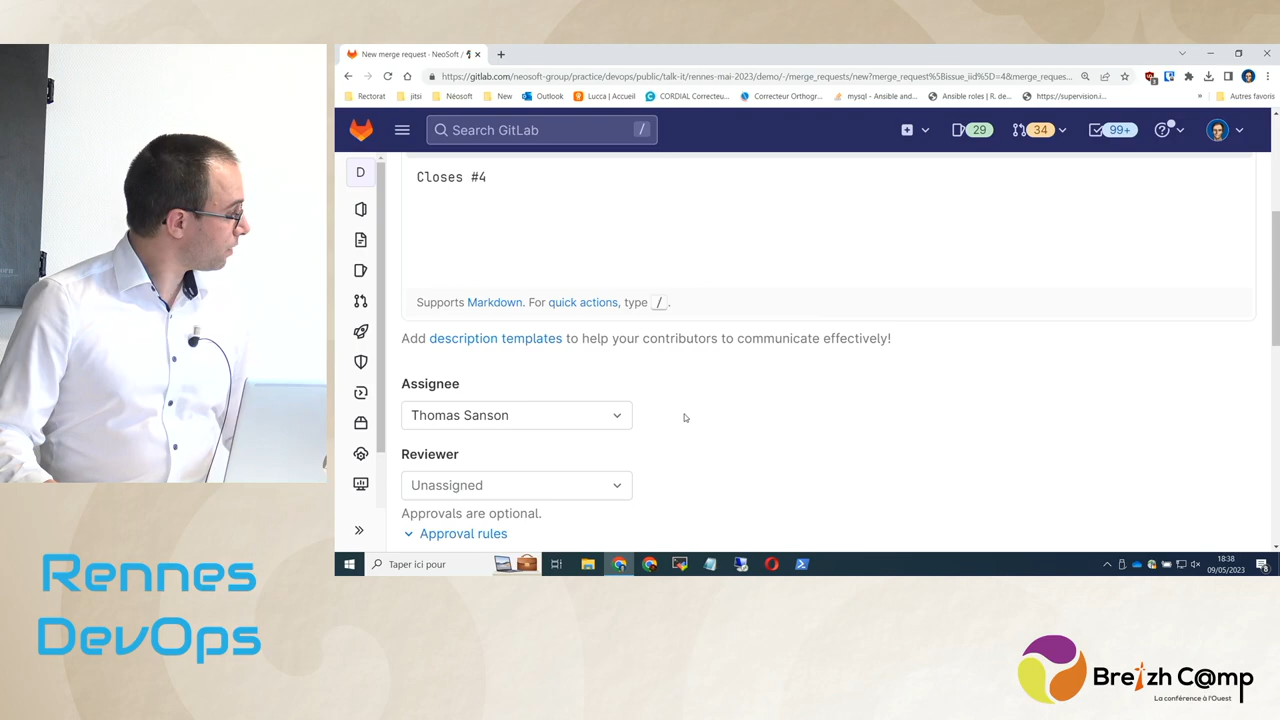 New merge request · NeoSoft /
https://gitlab.com/neosoft-group/practice/devops/public/talk-it/rennes-mai-2023/demo/-/merge_requests/new?merge_request%5Bissue_iid%5D=4&merge_reques...
Rectorat
jitsi
Néosoft
New
Outlook
Lucca | Accueil
CORDIAL Correcteu...
Correcteur Orthogr...
mysql - Ansible and...
Ansible roles | R. de...
https://supervision.i...
»
Autres favoris
Search GitLab
/
29
34
99+
D
Closes #4
Supports Markdown. For quick actions, type /.
Add description templates to help your contributors to communicate effectively!
Assignee
Thomas Sanson
Reviewer
Unassigned
Approvals are optional.
Approval rules
Taper ici pour
18:38
09/05/2023
8
Rennes
DevOps
Breizh C@mp
La conférence à l'Ouest